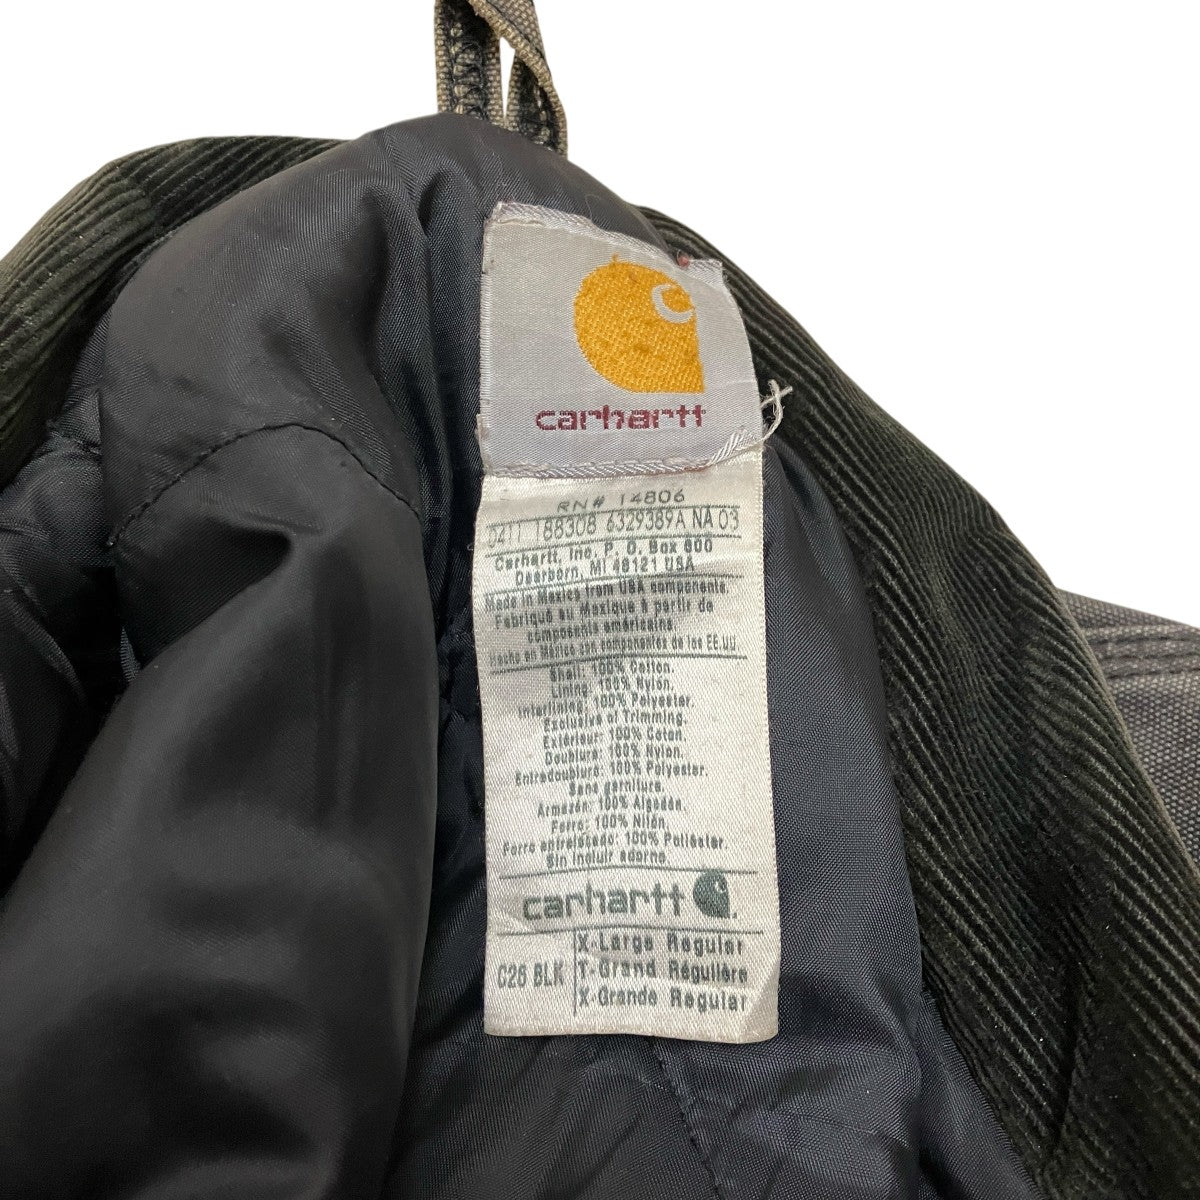 carhartt
RN# 14806
0411 188308 6329389A NA 03
Carhartt, Inc. P. O. Box 600
Dearborn, MI 48121 USA
Made in Mexico from USA components.
Fabriqué au Mexique à partir de
composants américains
Hecho en México con componentes de los EE.UU.
Shell: 100% Cotton.
Lining: 100% Nylon.
Interlining: 100% Polyester.
Exclusive of Trimming.
Extérieur: 100% Coton.
Doublure: 100% Nylon.
Entredoublure: 100% Polyester.
Sans garniture.
Armazón: 100% Algodón.
Forro: 100% Nilón.
Forro entrelazado: 100% Poliéster.
Sin incluir adorno.
carhartt
C26 BLK
X-Large Regular
T-Grand Régulière
X-Grande Regular